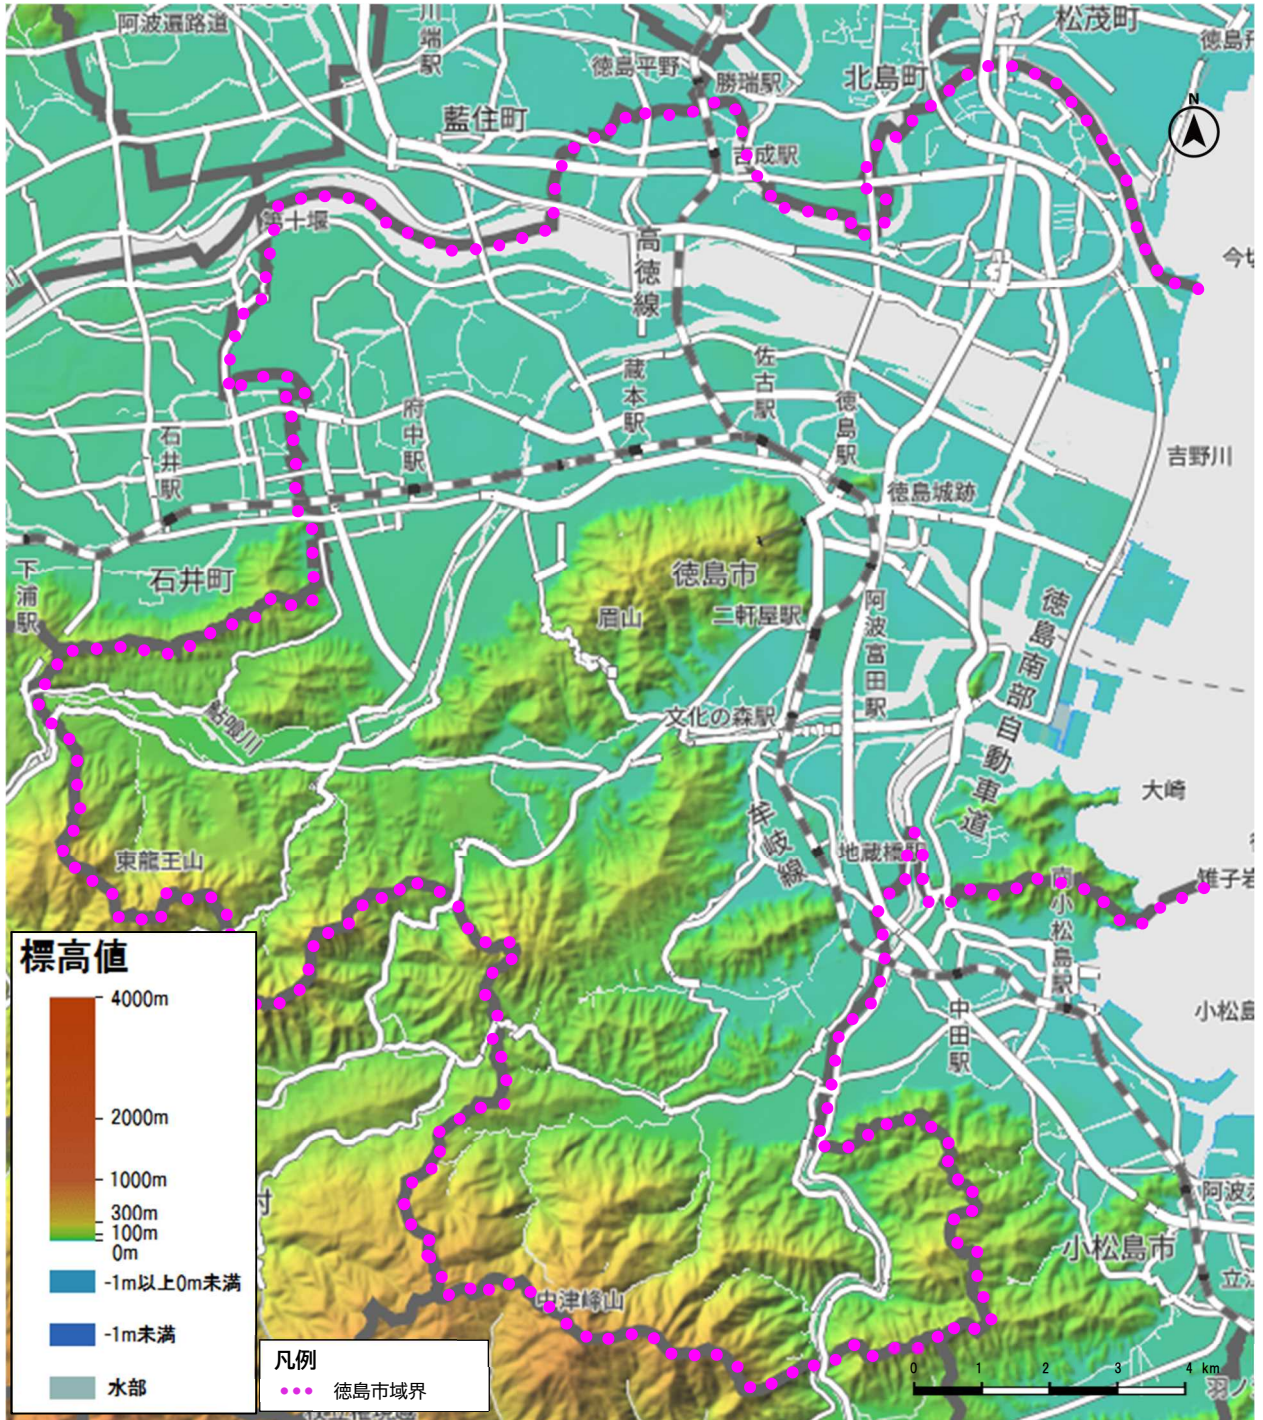 阿波遍路道
川端駅
松茂町
徳島平野
勝瑞駅
北島町
藍住町
N
吉成駅
第十堰
高徳線
吉野川
佐古駅
蔵本駅
徳島駅
府中駅
石井駅
徳島城跡
下浦駅
石井町
徳島市
眉山
二軒屋駅
阿波富田駅
徳島南部自動車道
文化の森駅
鮎喰川
大崎
牟岐線
地蔵橋駅
東龍王山
南小松島駅
中田駅
小松島市
中津峰山
標高値
4000m
2000m
1000m
300m
100m
0m
-1m以上0m未満
-1m未満
水部
凡例
徳島市域界
0 1 2 3 4 km